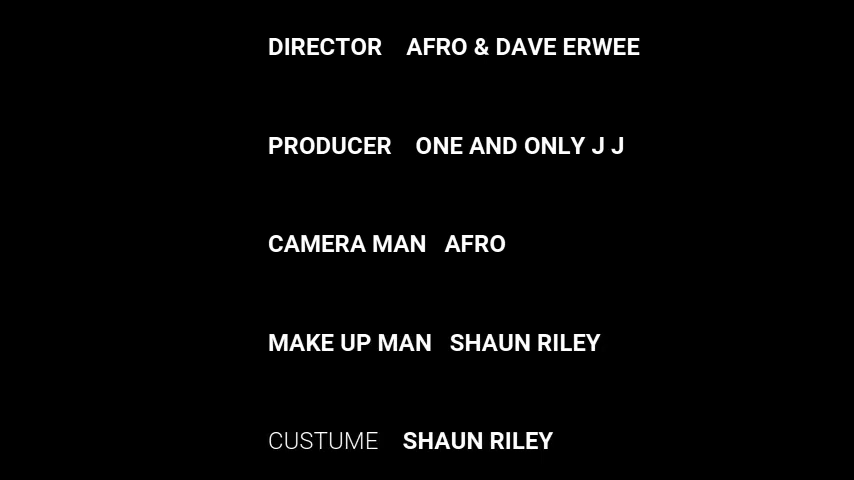 DIRECTOR AFRO & DAVE ERWEE
PRODUCER ONE AND ONLY J J
CAMERA MAN AFRO
MAKE UP MAN SHAUN RILEY
CUSTUME SHAUN RILEY